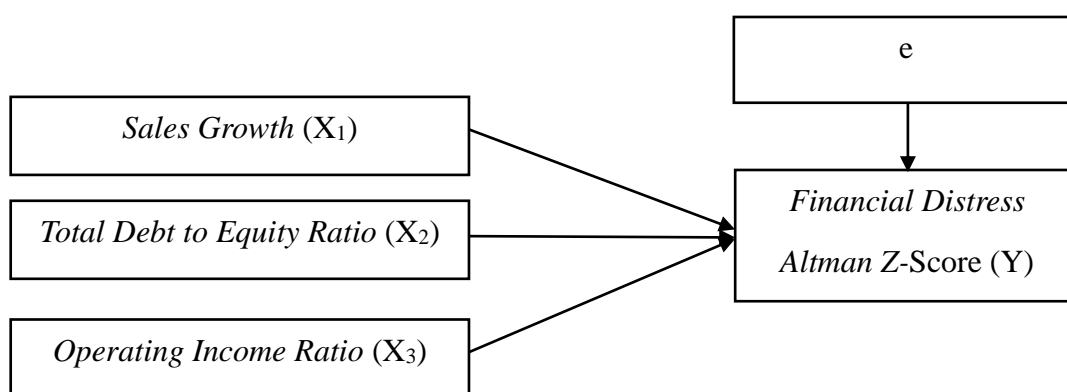 e
Sales Growth (X₁)
Total Debt to Equity Ratio (X₂)
Operating Income Ratio (X₃)
Financial Distress
Altman Z-Score (Y)